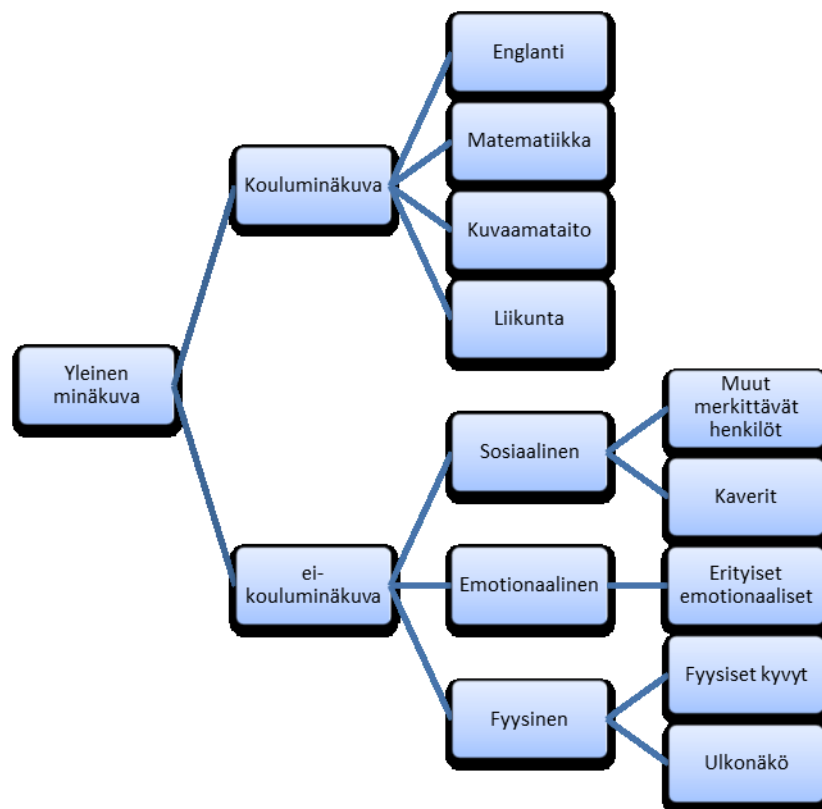 Englanti
Matematiikka
Kouluminäkuva
Kuvaamataito
Liikunta
Yleinen
minäkuva
Muut
merkittävät
henkilöt
Sosiaalinen
Kaverit
ei-
kouluminäkuva
Emotionaalinen
Erityiset
emotionaaliset
Fyysiset kyvyt
Fyysinen
Ulkonäkö